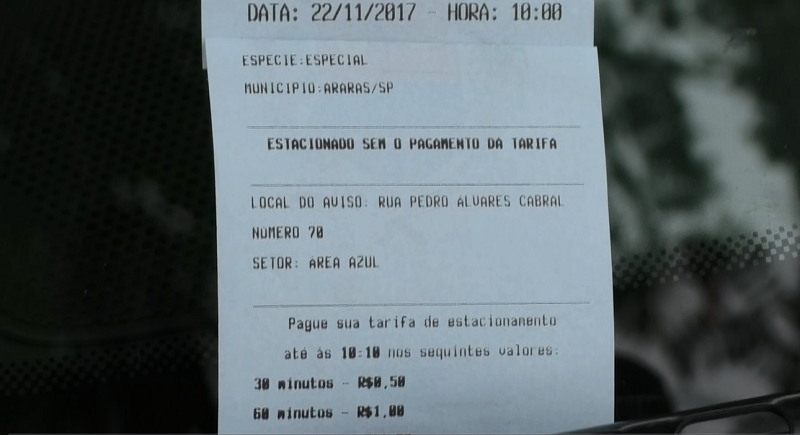 DATA: 22/11/2017 - HORA: 10:00
ESPECIE:ESPECIAL
MUNICIPIO:ARARAS/SP
ESTACIONADO SEM O PAGAMENTO DA TARIFA
LOCAL DO AVISO: RUA PEDRO ALVARES CABRAL
NUMERO 70
SETOR: AREA AZUL
Pague sua tarifa de estacionamento
até às 10:10 nos seguintes valores:
30 minutos - R$0,50
60 minutos - R$1,00